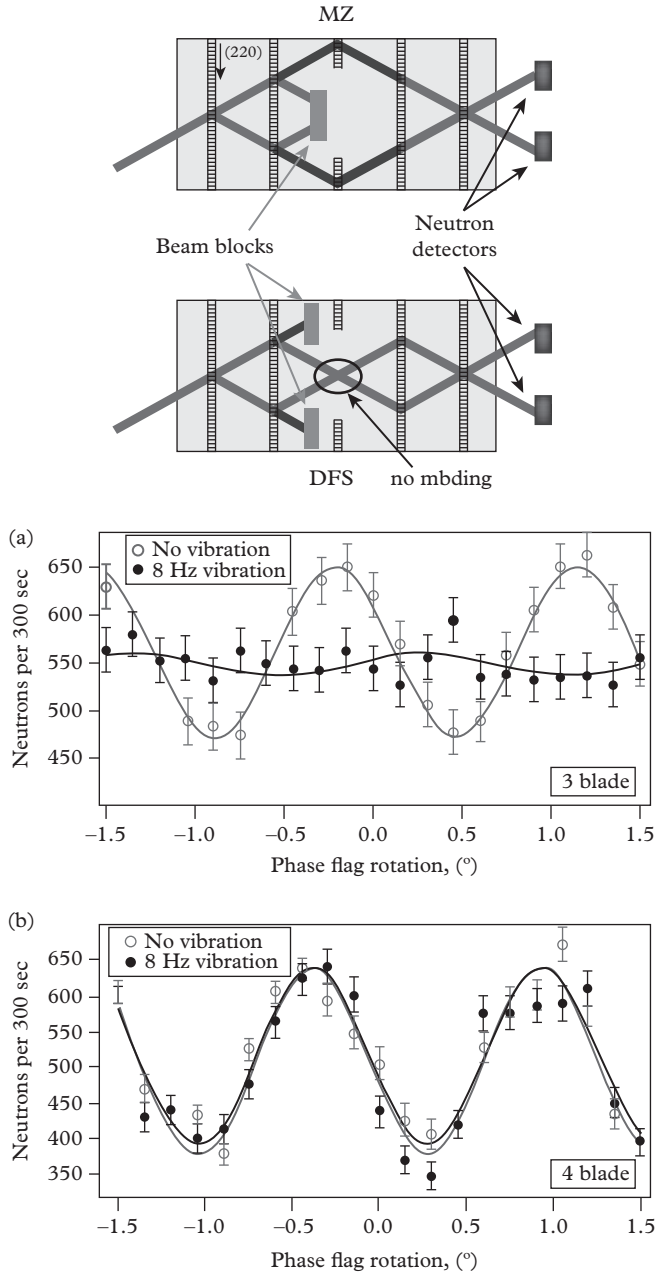 MZ
(220)
Beam blocks
Neutron
detectors
DFS
no mbding
(a)
No vibration
8 Hz vibration
650
600
550
500
450
Neutrons per 300 sec
3 blade
−1.5 −1.0 −0.5 0.0 0.5 1.0 1.5
Phase flag rotation, (º)
(b)
No vibration
8 Hz vibration
650
600
550
500
450
400
350
Neutrons per 300 sec
4 blade
−1.5 −1.0 −0.5 0.0 0.5 1.0 1.5
Phase flag rotation, (º)